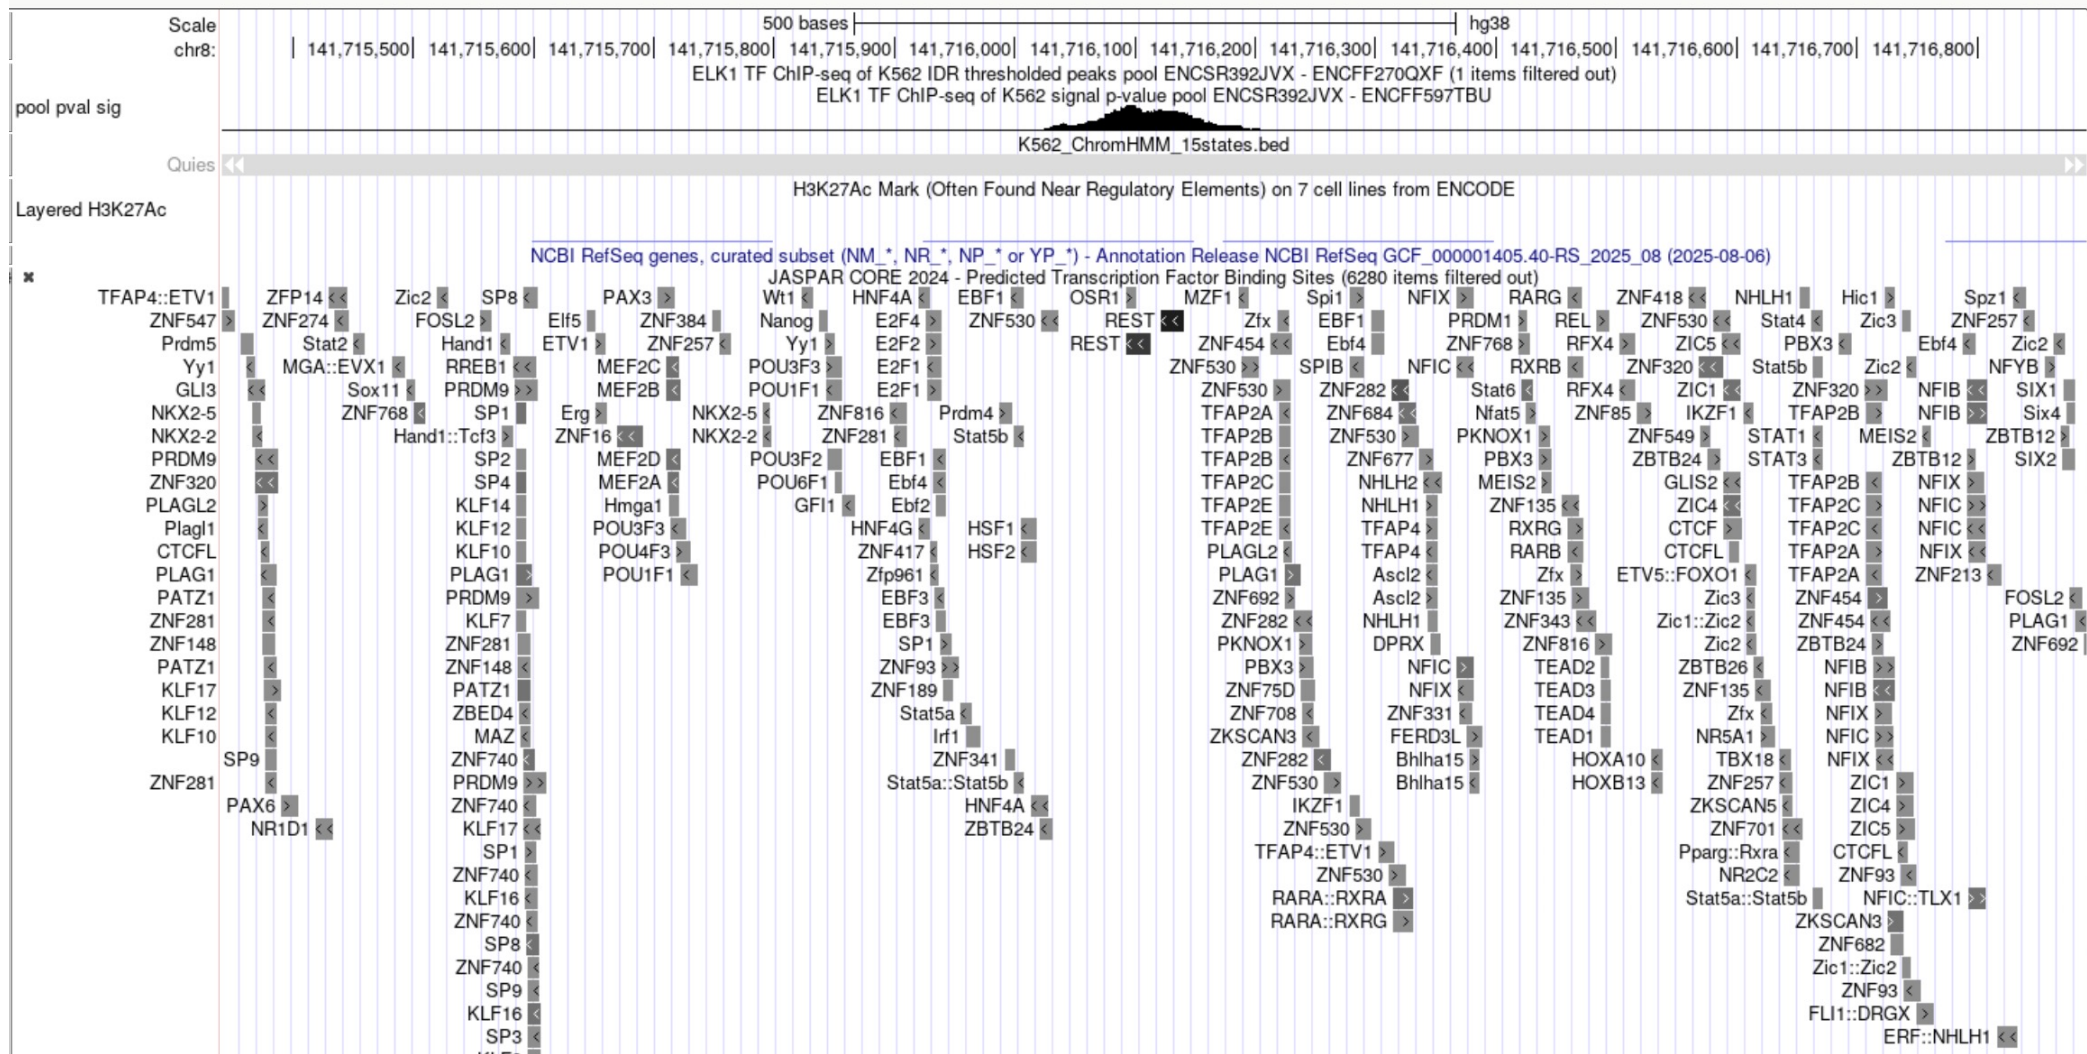 Scale 500 bases hg38
chr8: 141,715,500 141,715,600 141,715,700 141,715,800 141,715,900 141,716,000 141,716,100 141,716,200 141,716,300 141,716,400 141,716,500 141,716,600 141,716,700 141,716,800
ELK1 TF ChIP-seq of K562 IDR thresholded peaks pool ENCSR392JVX - ENCFF270QXF (1 items filtered out)
ELK1 TF ChIP-seq of K562 signal p-value pool ENCSR392JVX - ENCFF597TBU
pool pval sig
K562_ChromHMM_15states.bed
Quies
H3K27Ac Mark (Often Found Near Regulatory Elements) on 7 cell lines from ENCODE
Layered H3K27Ac
NCBI RefSeq genes, curated subset (NM_*, NR_*, NP_* or YP_*) - Annotation Release NCBI RefSeq GCF_000001405.40-RS_2025_08 (2025-08-06)
JASPAR CORE 2024 - Predicted Transcription Factor Binding Sites (6280 items filtered out)
TFAP4::ETV1 ZFP14 Zic2 SP8 PAX3 Wt1 HNF4A EBF1 OSR1 MZF1 Spi1 NFIX RARG ZNF418 NHLH1 Hic1 Spz1
ZNF547 ZNF274 FOSL2 Elf5 ZNF384 Nanog E2F4 ZNF530 REST Zfx EBF1 PRDM1 REL ZNF530 Stat4 Zic3 ZNF257
Prdm5 Stat2 Hand1 ETV1 ZNF257 Yy1 E2F2 REST ZNF454 Ebf4 ZNF768 RFX4 ZIC5 PBX3 Ebf4 Zic2
Yy1 MGA::EVX1 RREB1 MEF2C POU3F3 E2F1 ZNF530 SPIB NFIC RXRB ZNF320 Stat5b Zic2 NFYB
GLI3 Sox11 PRDM9 MEF2B POU1F1 E2F1 ZNF530 ZNF282 Stat6 RFX4 ZIC1 ZNF320 NFIB SIX1
NKX2-5 ZNF768 SP1 Erg NKX2-5 ZNF816 Prdm4 TFAP2A ZNF684 Nfat5 ZNF85 IKZF1 TFAP2B NFIB Six4
NKX2-2 Hand1::Tcf3 ZNF16 NKX2-2 ZNF281 Stat5b TFAP2B ZNF530 PKNOX1 ZNF549 STAT1 MEIS2 ZBTB12
PRDM9 SP2 MEF2D POU3F2 EBF1 TFAP2B ZNF677 PBX3 ZBTB24 STAT3 ZBTB12 SIX2
ZNF320 SP4 MEF2A POU6F1 Ebf4 TFAP2C NHLH2 MEIS2 GLIS2 TFAP2B NFIX
PLAGL2 KLF14 Hmga1 GFI1 Ebf2 TFAP2E NHLH1 ZNF135 ZIC4 TFAP2C NFIC
Plagl1 KLF12 POU3F3 HNF4G HSF1 TFAP2E TFAP4 RXRG CTCF TFAP2C NFIC
CTCFL KLF10 POU4F3 ZNF417 HSF2 PLAGL2 TFAP4 RARB CTCFL TFAP2A NFIX
PLAG1 PLAG1 POU1F1 Zfp961 PLAG1 Ascl2 Zfx ETV5::FOXO1 TFAP2A ZNF213
PATZ1 PRDM9 EBF3 ZNF692 Ascl2 ZNF135 Zic3 ZNF454 FOSL2
ZNF281 KLF7 EBF3 ZNF282 NHLH1 ZNF343 Zic1::Zic2 ZNF454 PLAG1
ZNF148 ZNF281 SP1 PKNOX1 DPRX ZNF816 Zic2 ZBTB24 ZNF692
PATZ1 ZNF148 ZNF93 PBX3 NFIC TEAD2 ZBTB26 NFIB
KLF17 PATZ1 ZNF189 ZNF75D NFIX TEAD3 ZNF135 NFIB
KLF12 ZBED4 Stat5a ZNF708 ZNF331 TEAD4 Zfx NFIX
KLF10 MAZ Irf1 ZKSCAN3 FERD3L TEAD1 NR5A1 NFIC
SP9 ZNF740 ZNF341 ZNF282 Bhlha15 HOXA10 TBX18 NFIX
ZNF281 PRDM9 Stat5a::Stat5b ZNF530 Bhlha15 HOXB13 ZNF257 ZIC1
PAX6 ZNF740 HNF4A IKZF1 ZKSCAN5 ZIC4
NR1D1 KLF17 ZBTB24 ZNF530 ZNF701 ZIC5
SP1 TFAP4::ETV1 Pparg::Rxra CTCFL
ZNF740 ZNF530 NR2C2 ZNF93
KLF16 RARA::RXRA Stat5a::Stat5b NFIC::TLX1
ZNF740 RARA::RXRG ZKSCAN3
SP8 ZNF682
ZNF740 Zic1::Zic2
SP9 ZNF93
KLF16 FLI1::DRGX
SP3 ERF::NHLH1